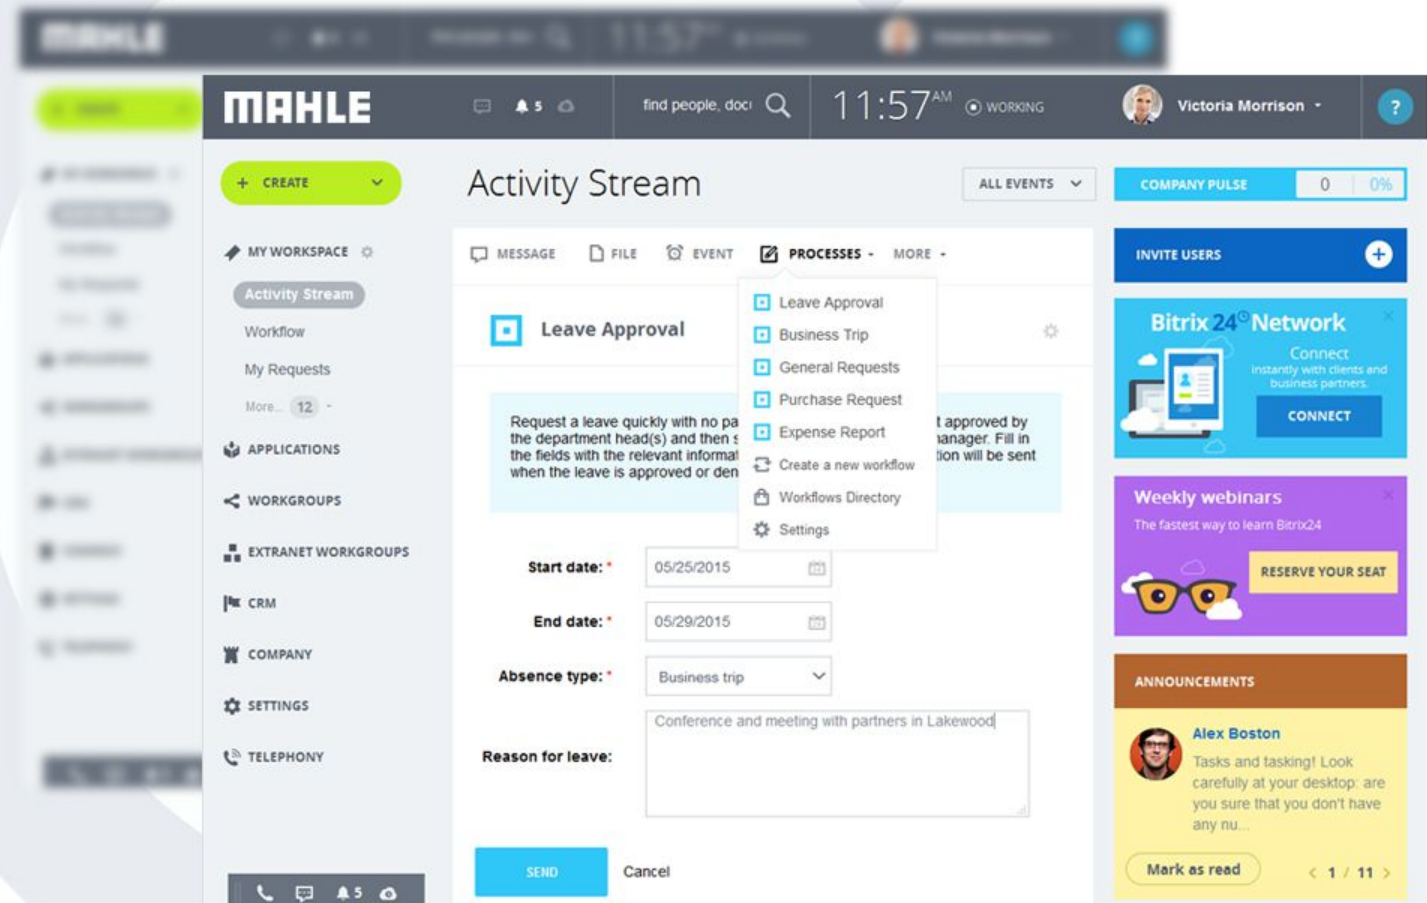 MAHLE
5
find people, doc
11:57 AM
WORKING
Victoria Morrison
?
+ CREATE
Activity Stream
ALL EVENTS
COMPANY PULSE
0
0%
MY WORKSPACE
Activity Stream
Workflow
My Requests
More... 12
APPLICATIONS
WORKGROUPS
EXTRANET WORKGROUPS
CRM
COMPANY
SETTINGS
TELEPHONY
5
MESSAGE
FILE
EVENT
PROCESSES
MORE
Leave Approval
Business Trip
General Requests
Purchase Request
Expense Report
Create a new workflow
Workflows Directory
Settings
Leave Approval
Request a leave quickly with no pa
t approved by
the department head(s) and then s
anager. Fill in
the fields with the relevant informat
tion will be sent
when the leave is approved or den
Start date: *
05/25/2015
End date: *
05/29/2015
Absence type: *
Business trip
Reason for leave:
Conference and meeting with partners in Lakewood
SEND
Cancel
INVITE USERS
Bitrix 24 Network
Connect
instantly with clients and
business partners.
CONNECT
Weekly webinars
The fastest way to learn Bitrix24
RESERVE YOUR SEAT
ANNOUNCEMENTS
Alex Boston
Tasks and tasking! Look
carefully at your desktop: are
you sure that you don't have
any nu...
Mark as read
< 1 / 11 >